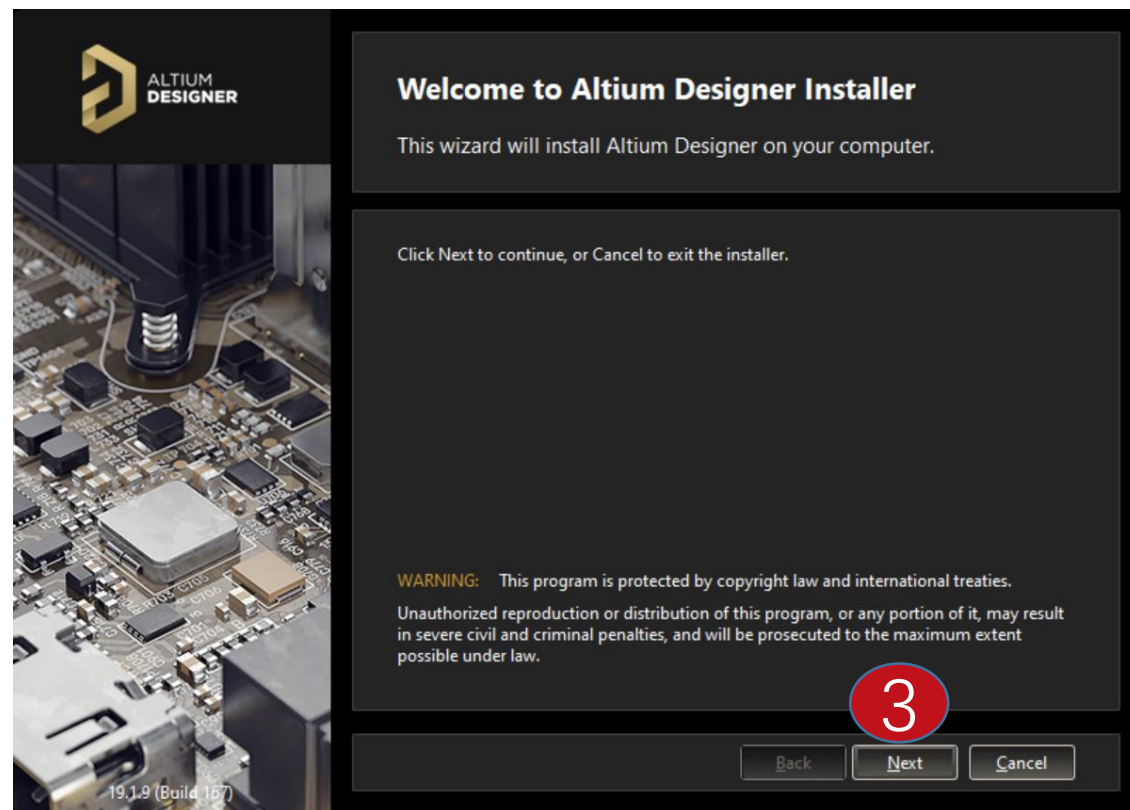 ALTIUM
DESIGNER
Welcome to Altium Designer Installer
This wizard will install Altium Designer on your computer.
Click Next to continue, or Cancel to exit the installer.
WARNING: This program is protected by copyright law and international treaties.
Unauthorized reproduction or distribution of this program, or any portion of it, may result
in severe civil and criminal penalties, and will be prosecuted to the maximum extent
possible under law.
3
Back Next Cancel
19.1.9 (Build 167)